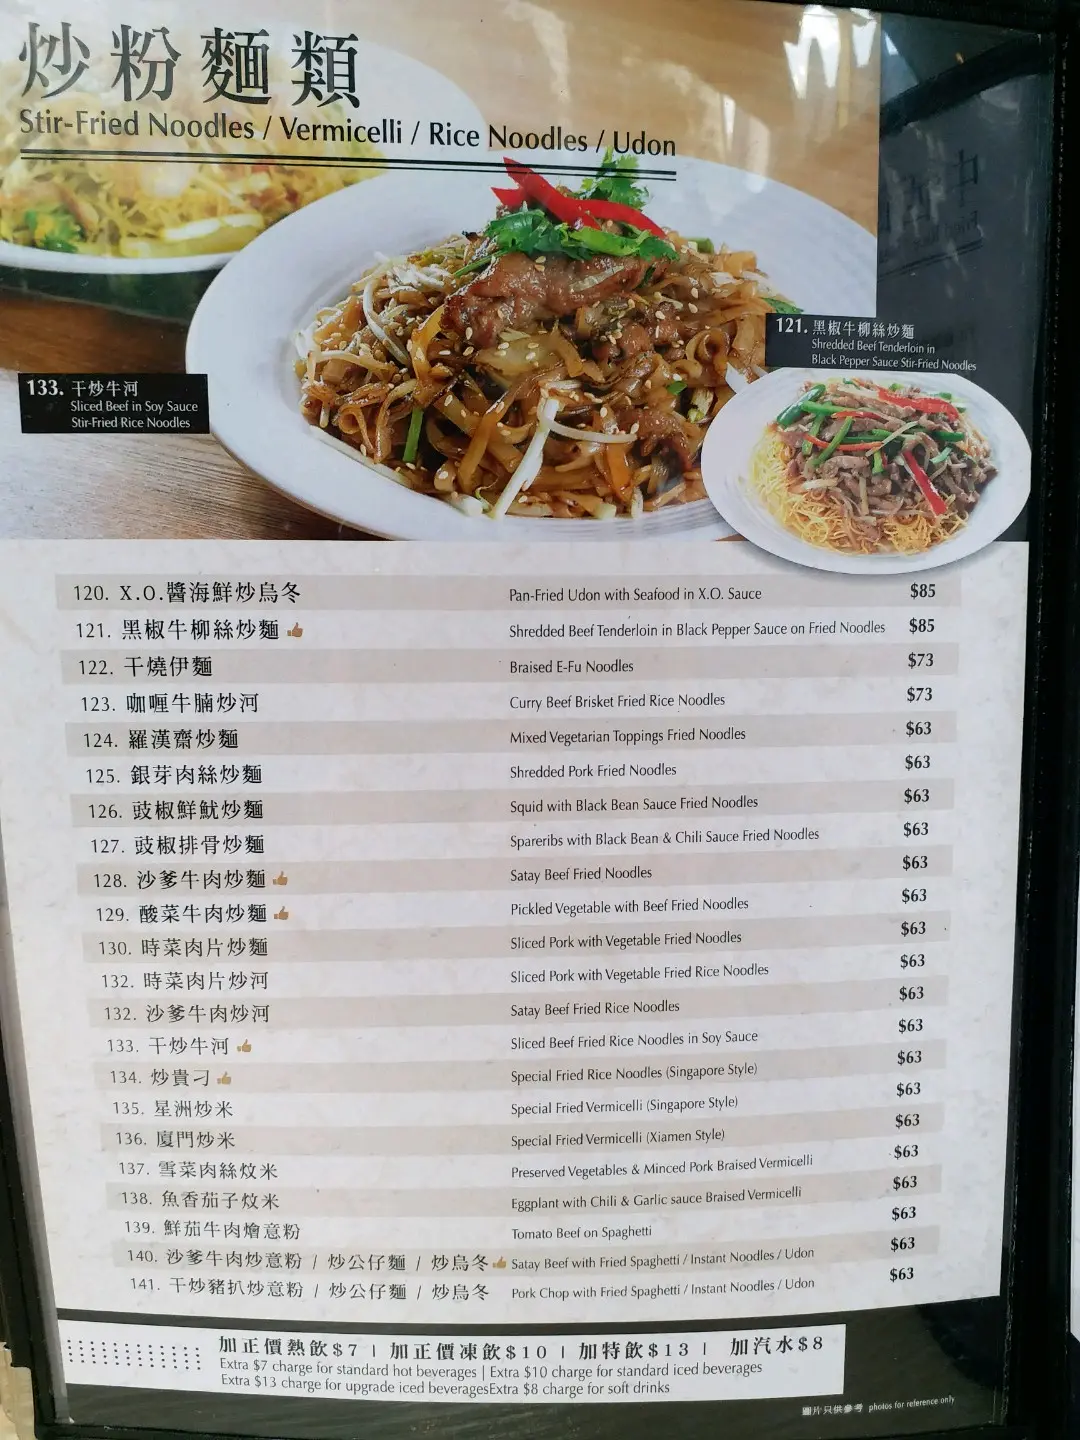 炒粉麵類
Stir-Fried Noodles / Vermicelli / Rice Noodles / Udon
121. 黑椒牛柳絲炒麵
Shredded Beef Tenderloin in
Black Pepper Sauce Stir-Fried Noodles
133. 干炒牛河
Sliced Beef in Soy Sauce
Stir-Fried Rice Noodles
120. X.O.醬海鮮炒烏冬 Pan-Fried Udon with Seafood in X.O. Sauce $85
121. 黑椒牛柳絲炒麵 Shredded Beef Tenderloin in Black Pepper Sauce on Fried Noodles $85
122. 干燒伊麵 Braised E-Fu Noodles $73
123. 咖喱牛腩炒河 Curry Beef Brisket Fried Rice Noodles $73
124. 羅漢齋炒麵 Mixed Vegetarian Toppings Fried Noodles $63
125. 銀芽肉絲炒麵 Shredded Pork Fried Noodles $63
126. 豉椒鮮魷炒麵 Squid with Black Bean Sauce Fried Noodles $63
127. 豉椒排骨炒麵 Spareribs with Black Bean & Chili Sauce Fried Noodles $63
128. 沙爹牛肉炒麵 Satay Beef Fried Noodles $63
129. 酸菜牛肉炒麵 Pickled Vegetable with Beef Fried Noodles $63
130. 時菜肉片炒麵 Sliced Pork with Vegetable Fried Noodles $63
132. 時菜肉片炒河 Sliced Pork with Vegetable Fried Rice Noodles $63
132. 沙爹牛肉炒河 Satay Beef Fried Rice Noodles $63
133. 干炒牛河 Sliced Beef Fried Rice Noodles in Soy Sauce $63
134. 炒貴刁 Special Fried Rice Noodles (Singapore Style) $63
135. 星洲炒米 Special Fried Vermicelli (Singapore Style) $63
136. 廈門炒米 Special Fried Vermicelli (Xiamen Style) $63
137. 雪菜肉絲炆米 Preserved Vegetables & Minced Pork Braised Vermicelli $63
138. 魚香茄子炆米 Eggplant with Chili & Garlic sauce Braised Vermicelli $63
139. 鮮茄牛肉燴意粉 Tomato Beef on Spaghetti $63
140. 沙爹牛肉炒意粉 / 炒公仔麵 / 炒烏冬 Satay Beef with Fried Spaghetti / Instant Noodles / Udon $63
141. 干炒豬扒炒意粉 / 炒公仔麵 / 炒烏冬 Pork Chop with Fried Spaghetti / Instant Noodles / Udon $63
加正價熱飲$7 | 加正價凍飲$10 | 加特飲$13 | 加汽水$8
Extra $7 charge for standard hot beverages | Extra $10 charge for standard iced beverages
Extra $13 charge for upgrade iced beveragesExtra $8 charge for soft drinks
圖片只供參考 photos for reference only